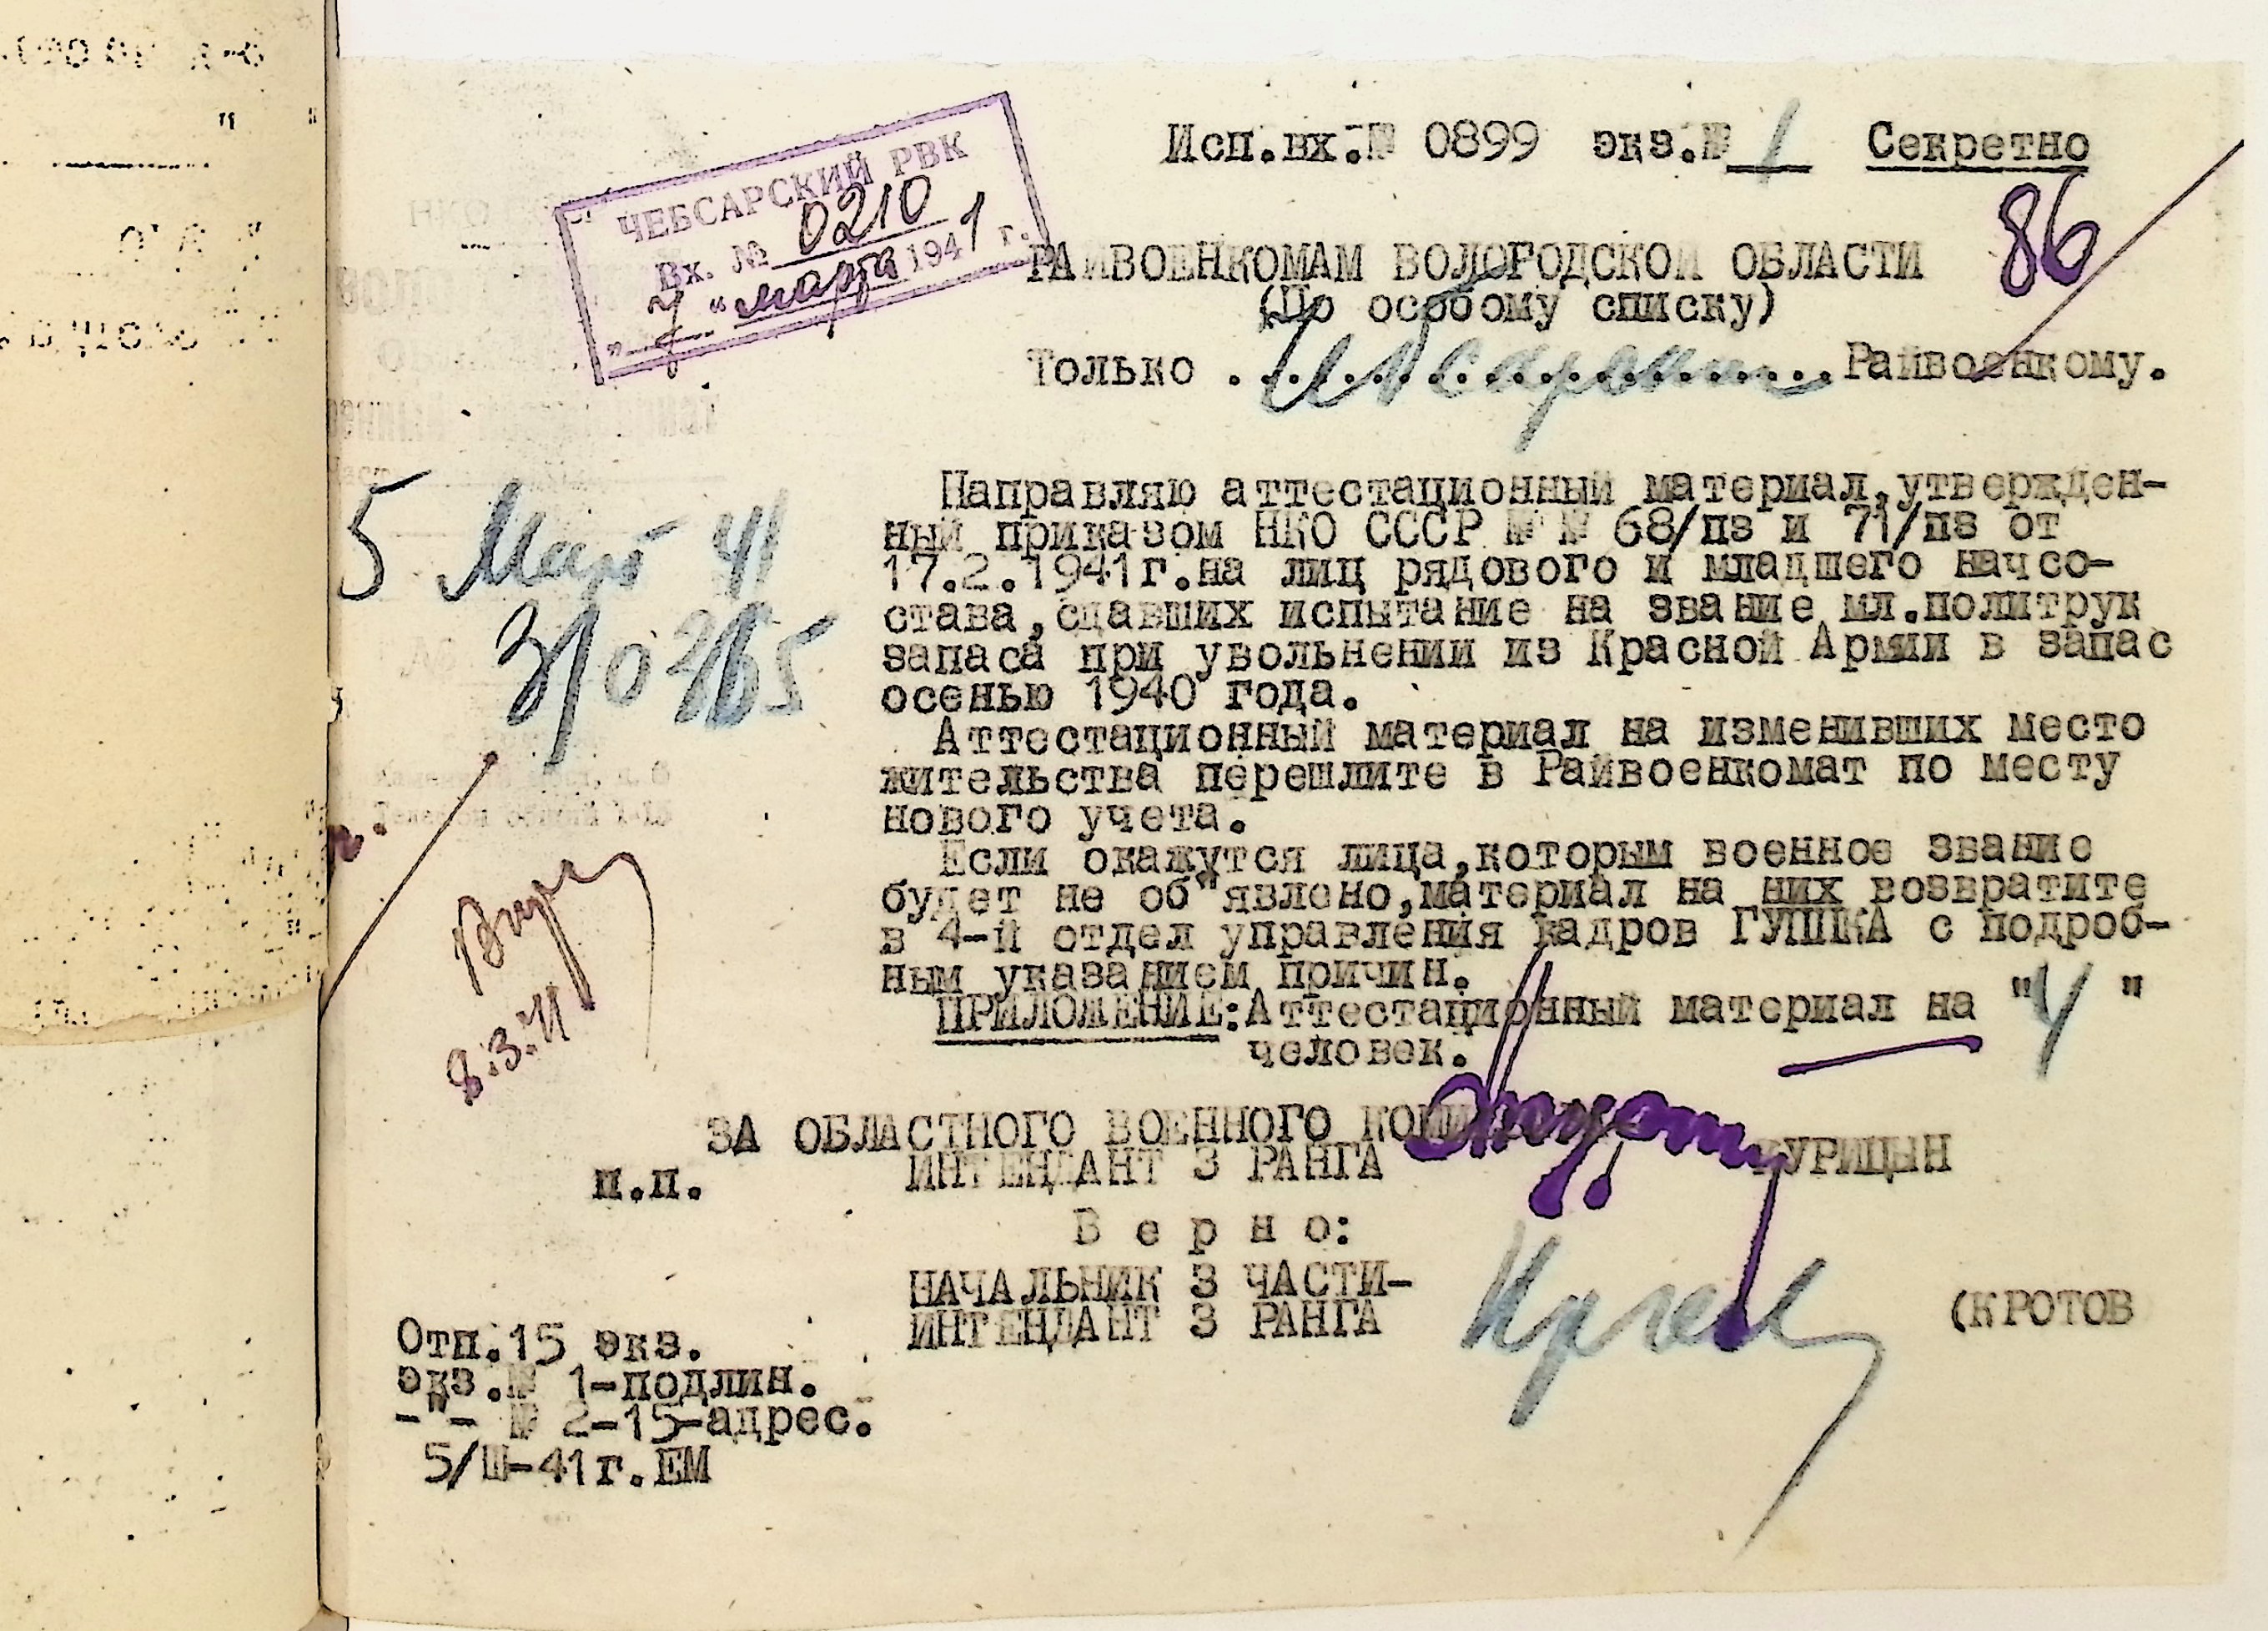 Исп.вх.№ 0899 экз.№ 1 Секретно
86
ЧЕБСАРСКИЙ РВК
Вх. № 0210
"7" марта 1941 г.
РАЙВОЕНКОМАМ ВОЛОГОДСКОЙ ОБЛАСТИ
(По особому списку)
Только .................. Райвоенкому.
5 Март 41
3/0265
Направляю аттестационный материал,утвержден-
ный приказом НКО СССР №№ 68/пз и 71/пз от
17.2.1941г.на лиц рядового и младшего начсо-
става,сдавших испытание на звание мл.политрук
запаса при увольнении из Красной Армии в запас
осенью 1940 года.
Аттестационный материал на изменивших место
жительства перешлите в Райвоенкомат по месту
нового учета.
Если окажутся лица,которым военное звание
будет не об"явлено,материал на них возвратите
в 4-й отдел управления кадров ГУППКА с подроб-
ным указанием причин.
ПРИЛОЖЕНИЕ:Аттестационный материал на "4"
человек.
8.3.41
ЗА ОБЛАСТНОГО ВОЕННОГО
ИНТЕНДАНТ 3 РАНГА КУРИЦЫН
п.п.
Верно:
НАЧАЛЬНИК 3 ЧАСТИ-
ИНТЕНДАНТ 3 РАНГА (КРОТОВ
Отп.15 экз.
экз.№ 1-подлин.
-"- № 2-15-адрес.
5/Ш-41г.ЕМ